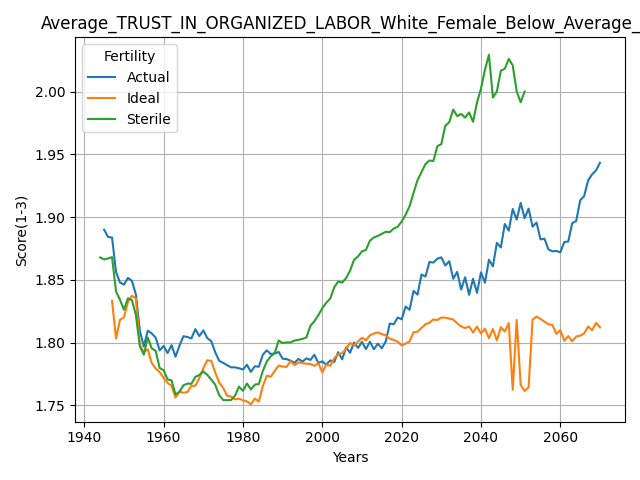 Average_TRUST_IN_ORGANIZED_LABOR_White_Female_Below_Average_
Fertility
Actual
Ideal
Sterile
Score(1-3)
2.00
1.95
1.90
1.85
1.80
1.75
1940 1960 1980 2000 2020 2040 2060
Years